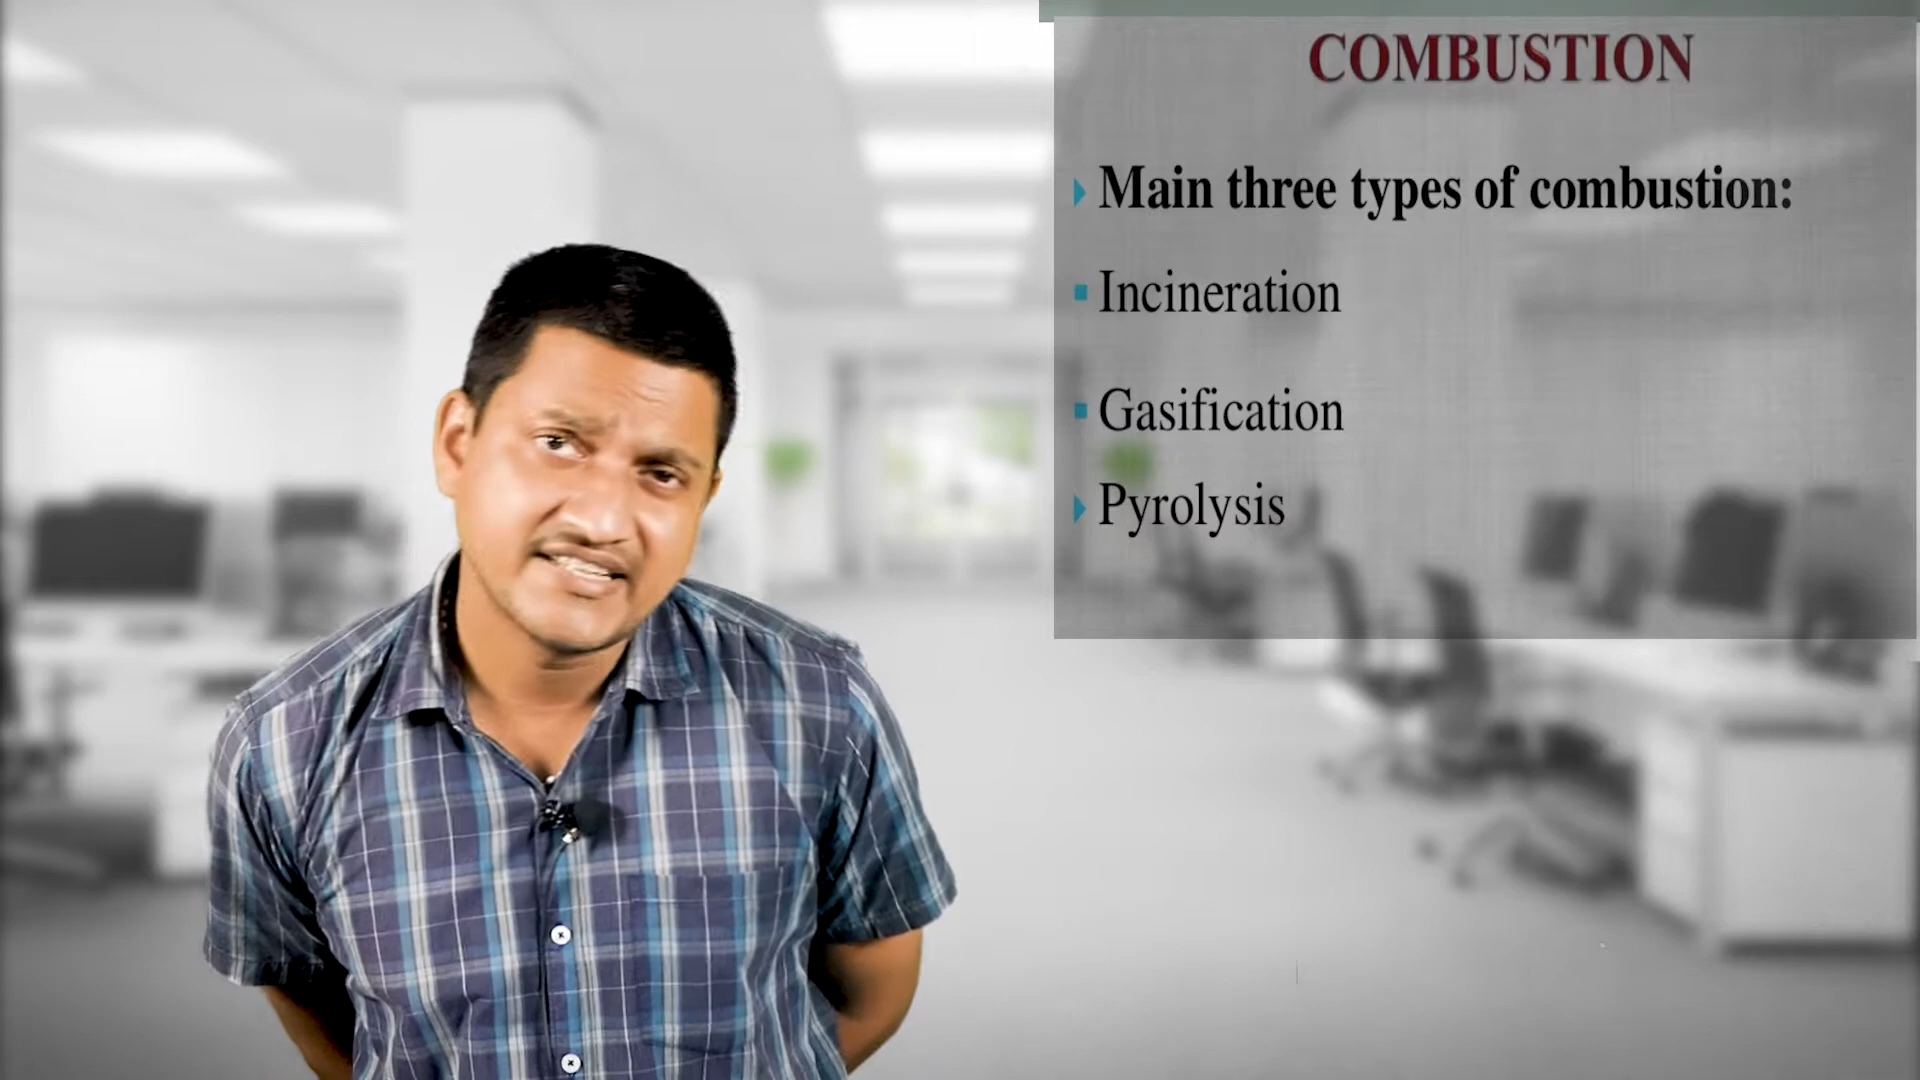 COMBUSTION
Main three types of combustion:
Incineration
Gasification
Pyrolysis